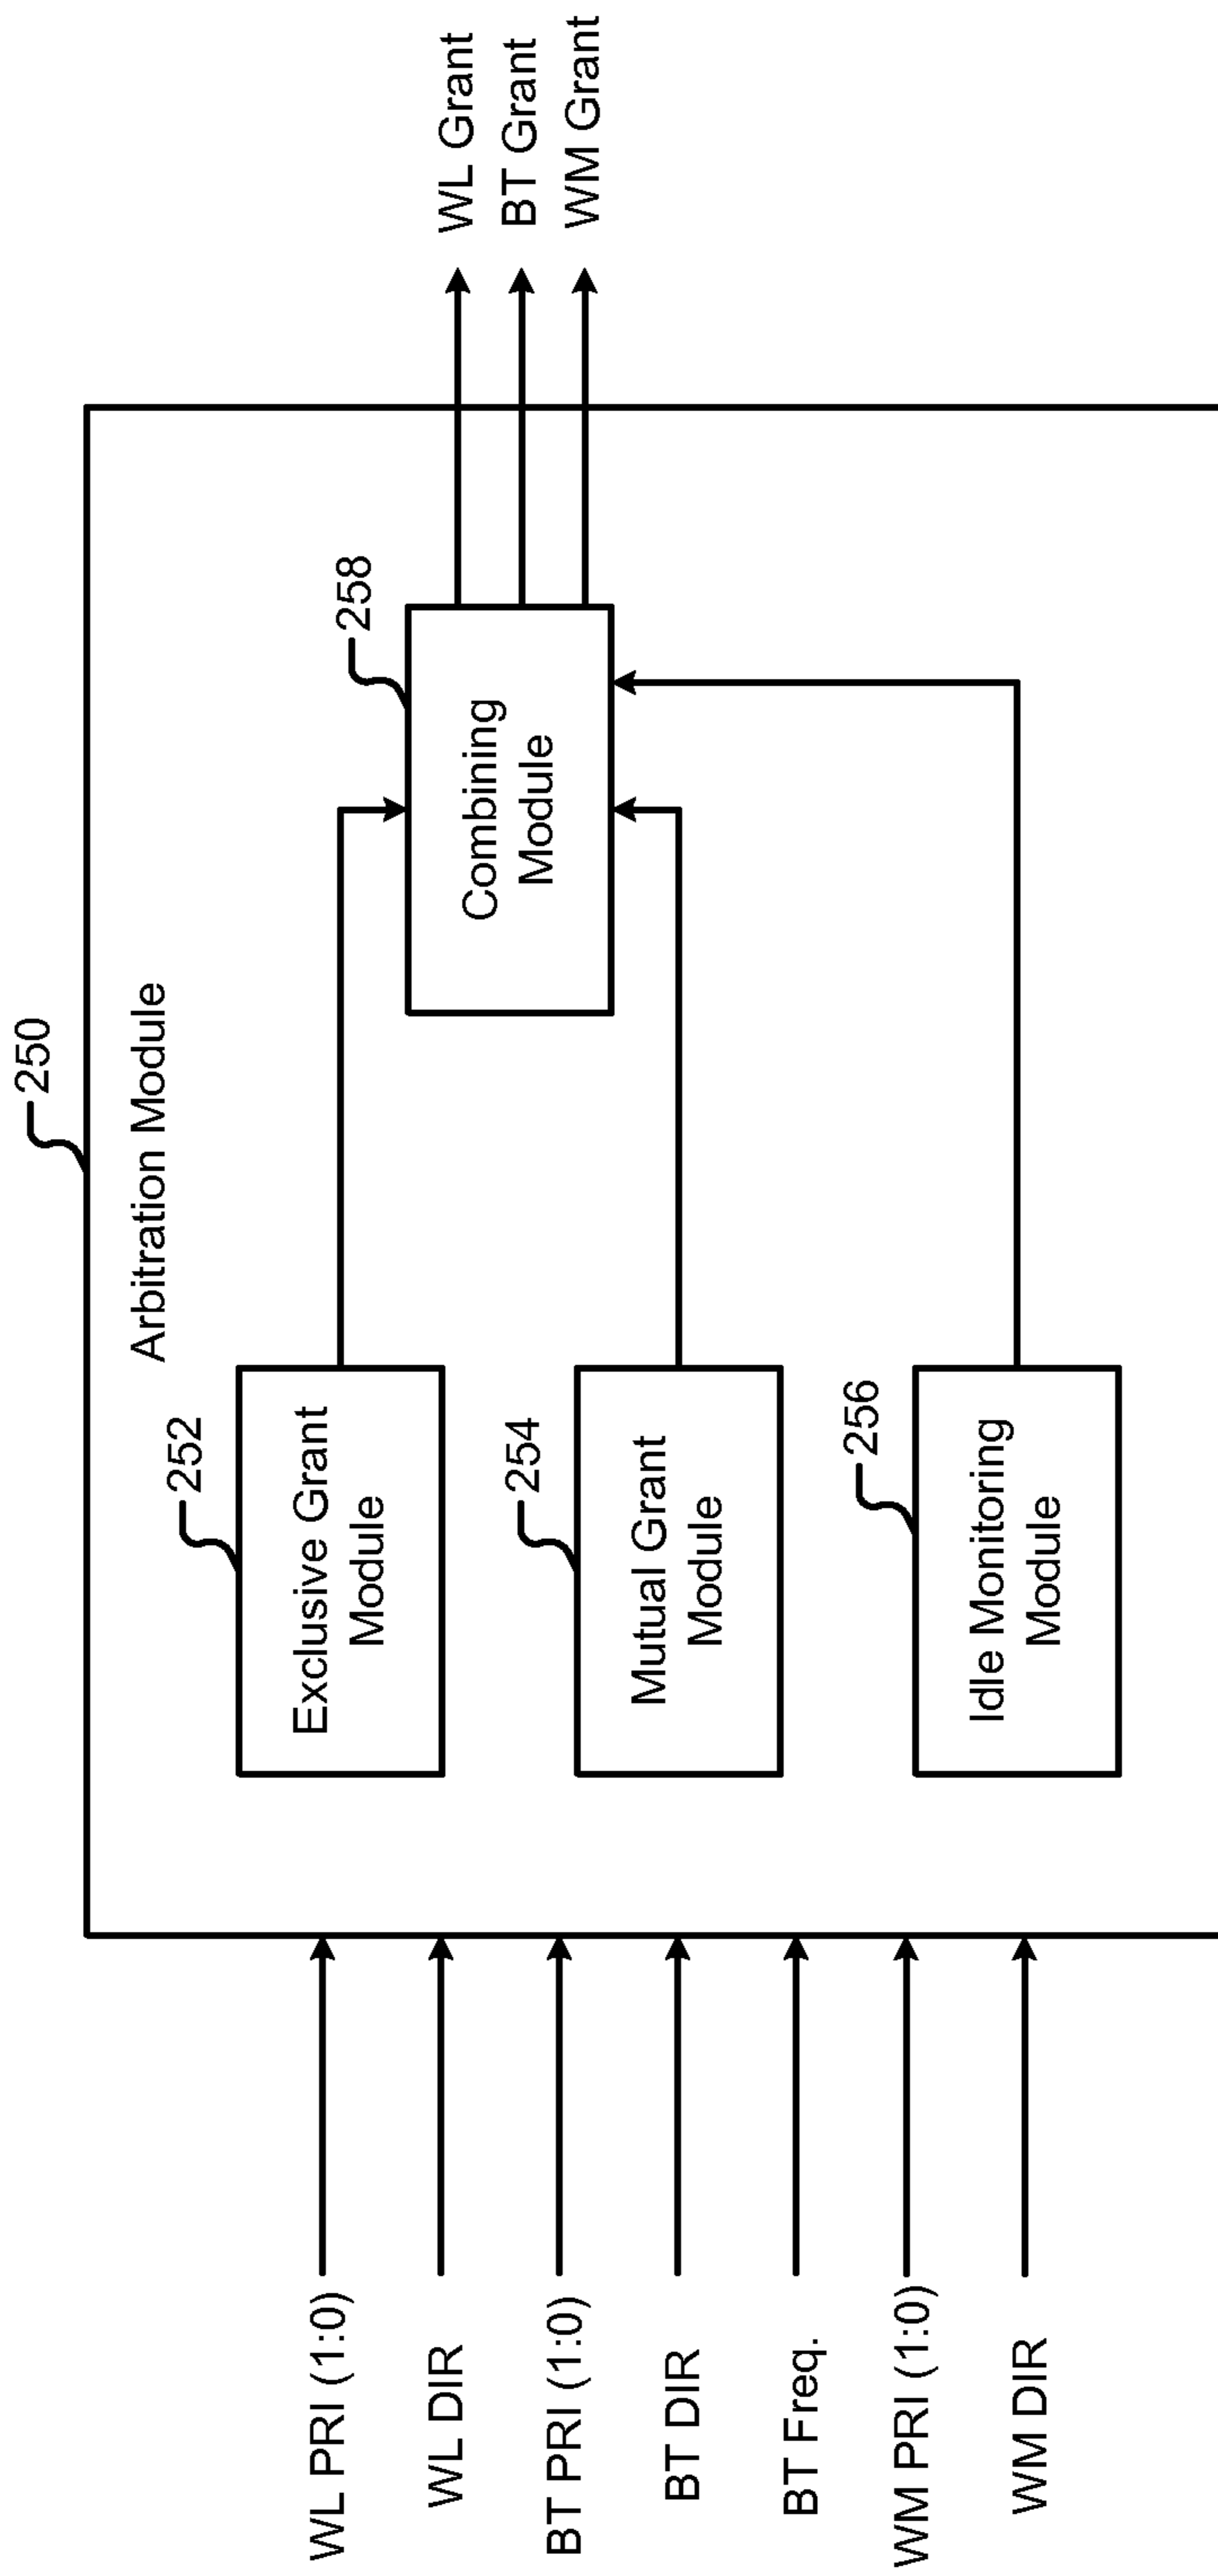 250
Arbitration Module
WL PRI (1:0)
WL DIR
BT PRI (1:0)
BT DIR
BT Freq.
WM PRI (1:0)
WM DIR
252
Exclusive Grant
Module
254
Mutual Grant
Module
256
Idle Monitoring
Module
258
Combining
Module
WL Grant
BT Grant
WM Grant